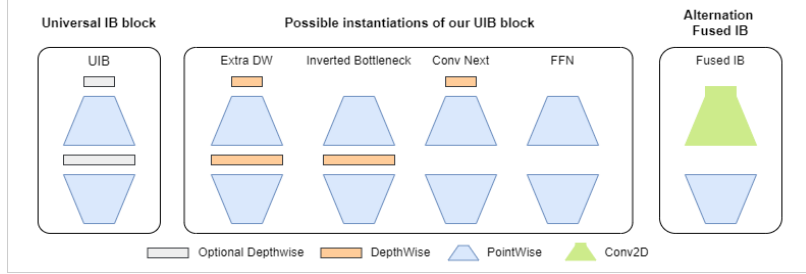 Universal IB block
Possible instantiations of our UIB block
Alternation
Fused IB
UIB
Extra DW
Inverted Bottleneck
Conv Next
FFN
Fused IB
Optional Depthwise
DepthWise
PointWise
Conv2D